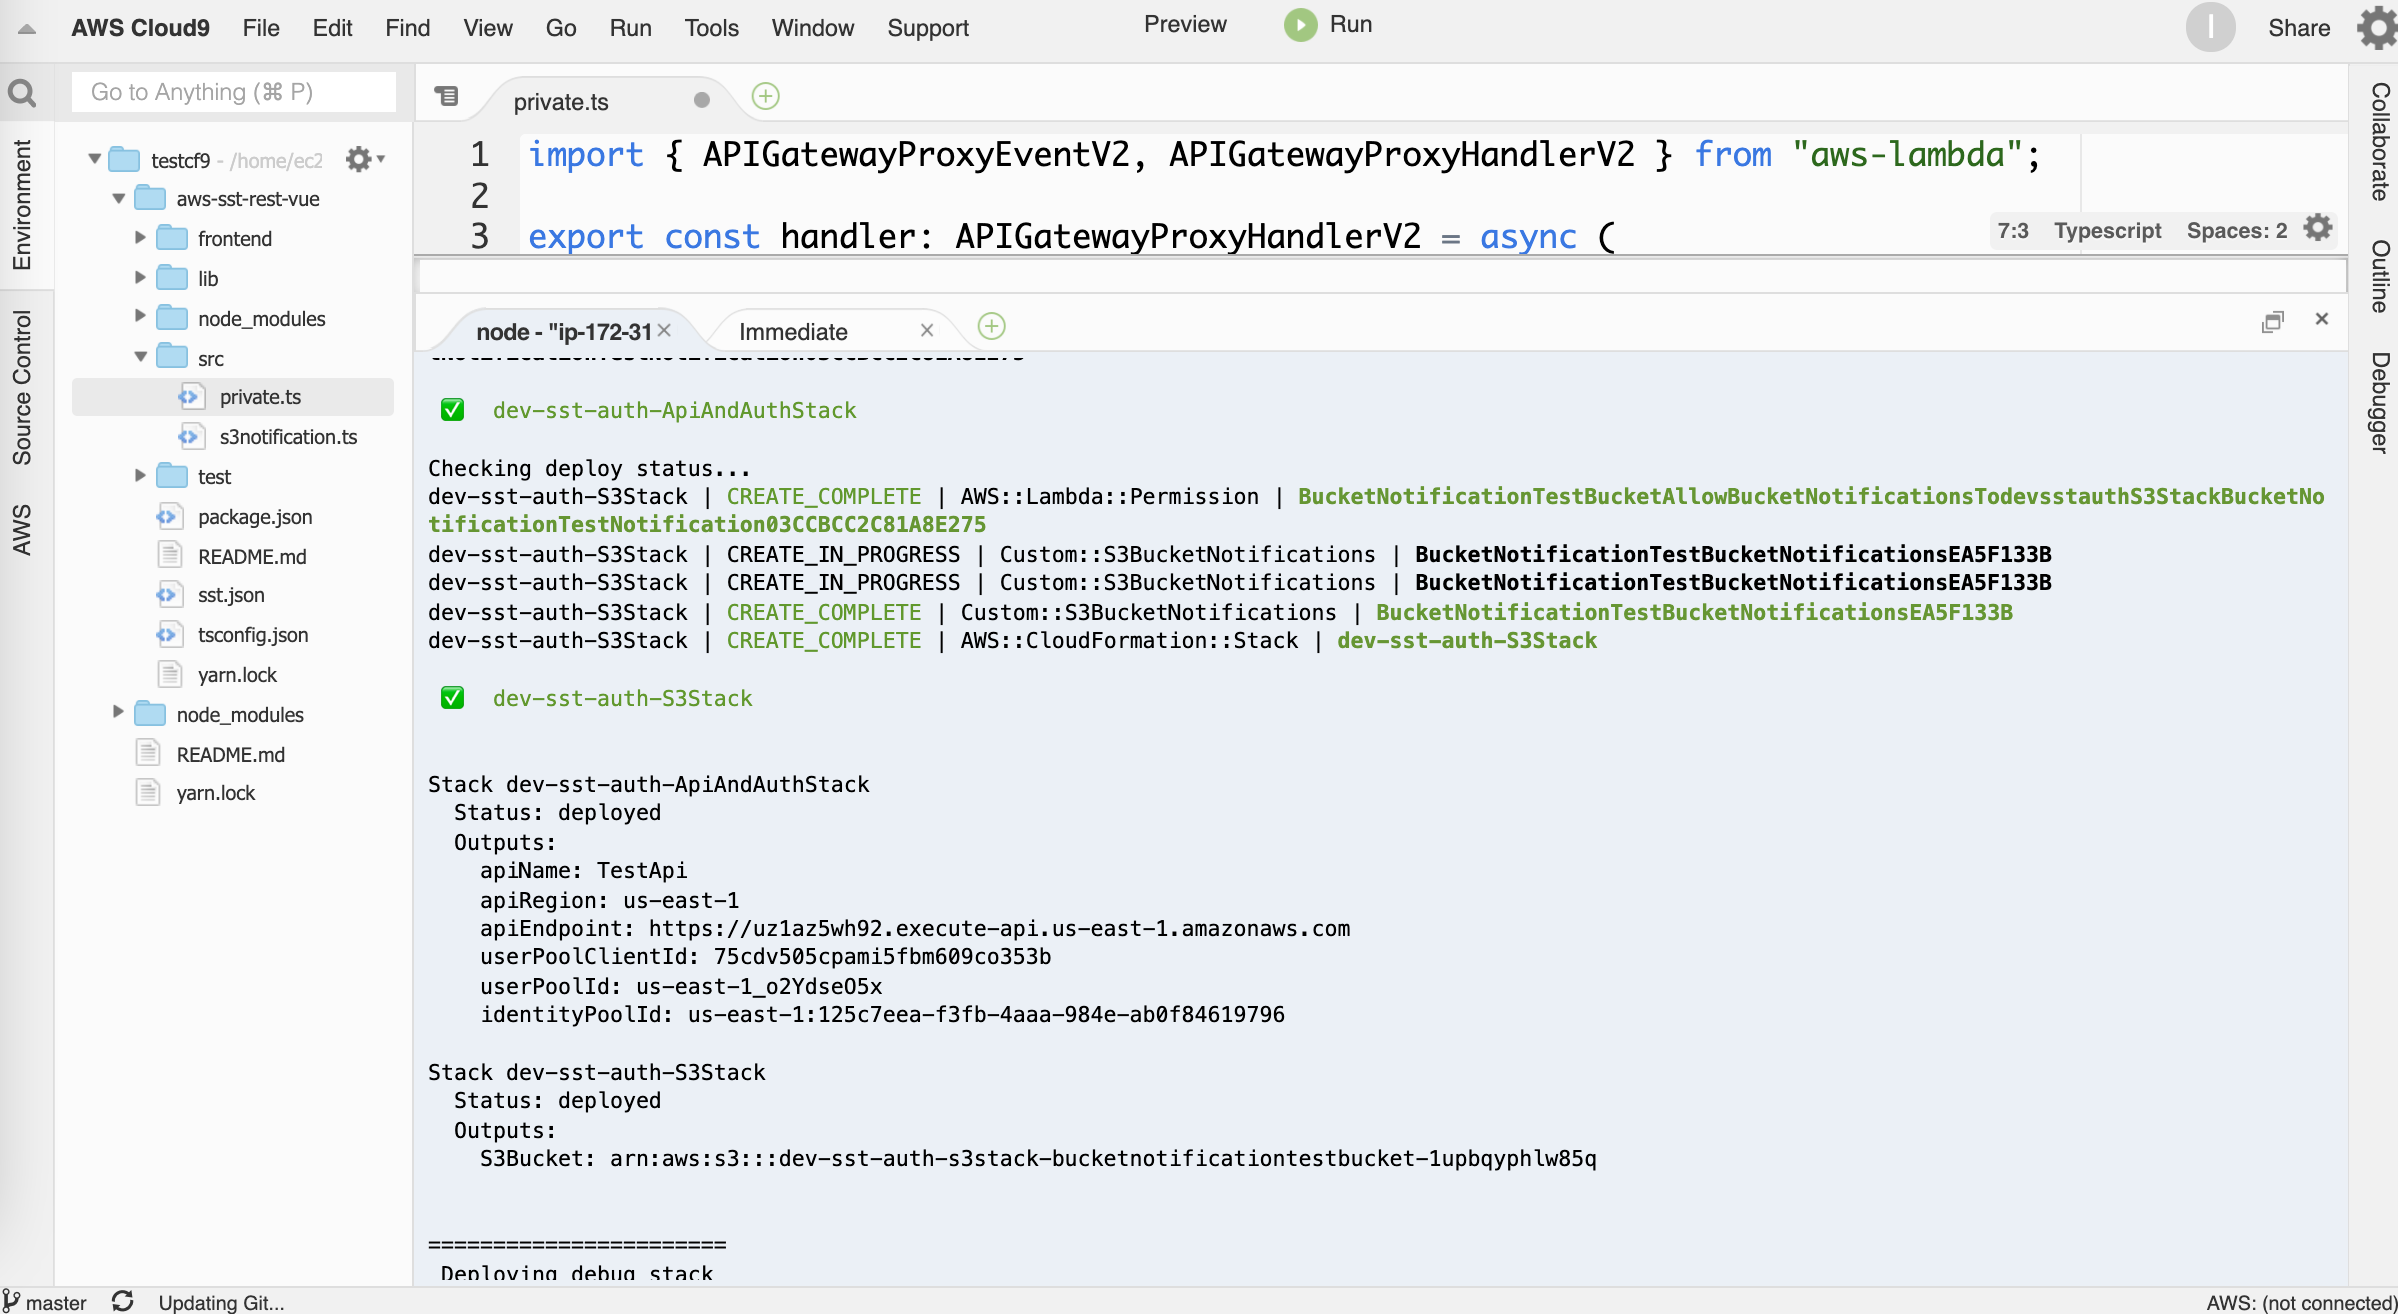 AWS Cloud9 File Edit Find View Go Run Tools Window Support Preview Run Share
Go to Anything (⌘ P)
Environment
Source Control
AWS
testcf9 - /home/ec2
aws-sst-rest-vue
frontend
lib
node_modules
src
private.ts
s3notification.ts
test
package.json
README.md
sst.json
tsconfig.json
yarn.lock
node_modules
README.md
yarn.lock
private.ts
1 import { APIGatewayProxyEventV2, APIGatewayProxyHandlerV2 } from "aws-lambda";
2
3 export const handler: APIGatewayProxyHandlerV2 = async (
7:3 Typescript Spaces: 2
node - "ip-172-31 × Immediate ×
✅ dev-sst-auth-ApiAndAuthStack
Checking deploy status...
dev-sst-auth-S3Stack | CREATE_COMPLETE | AWS::Lambda::Permission | BucketNotificationTestBucketAllowBucketNotificationsTodevsstauthS3StackBucketNo
tificationTestNotification03CCBCC2C81A8E275
dev-sst-auth-S3Stack | CREATE_IN_PROGRESS | Custom::S3BucketNotifications | BucketNotificationTestBucketNotificationsEA5F133B
dev-sst-auth-S3Stack | CREATE_IN_PROGRESS | Custom::S3BucketNotifications | BucketNotificationTestBucketNotificationsEA5F133B
dev-sst-auth-S3Stack | CREATE_COMPLETE | Custom::S3BucketNotifications | BucketNotificationTestBucketNotificationsEA5F133B
dev-sst-auth-S3Stack | CREATE_COMPLETE | AWS::CloudFormation::Stack | dev-sst-auth-S3Stack
✅ dev-sst-auth-S3Stack
Stack dev-sst-auth-ApiAndAuthStack
Status: deployed
Outputs:
apiName: TestApi
apiRegion: us-east-1
apiEndpoint: https://uz1az5wh92.execute-api.us-east-1.amazonaws.com
userPoolClientId: 75cdv505cpami5fbm609co353b
userPoolId: us-east-1_o2YdseO5x
identityPoolId: us-east-1:125c7eea-f3fb-4aaa-984e-ab0f84619796
Stack dev-sst-auth-S3Stack
Status: deployed
Outputs:
S3Bucket: arn:aws:s3:::dev-sst-auth-s3stack-bucketnotificationtestbucket-1upbqyphlw85q
=======================
Deploying debug stack
Collaborate
Outline
Debugger
master Updating Git... AWS: (not connected)